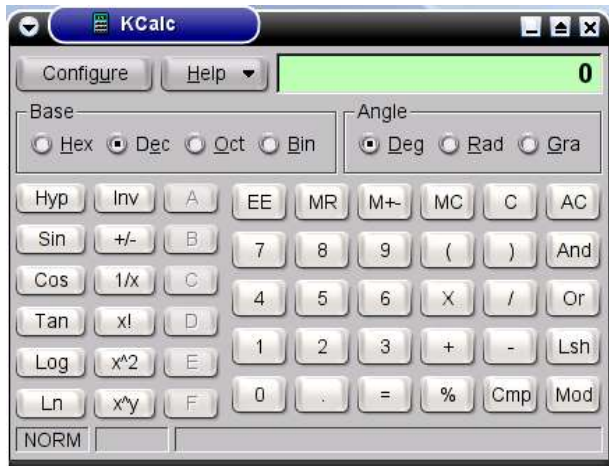 KCalc
Configure Help 0
Base Angle
Hex Dec Oct Bin Deg Rad Gra
Hyp Inv A EE MR M+- MC C AC
Sin +/- B 7 8 9 ( ) And
Cos 1/x C 4 5 6 X / Or
Tan x! D 1 2 3 + - Lsh
Log x^2 E 0 . = % Cmp Mod
Ln x^y F
NORM